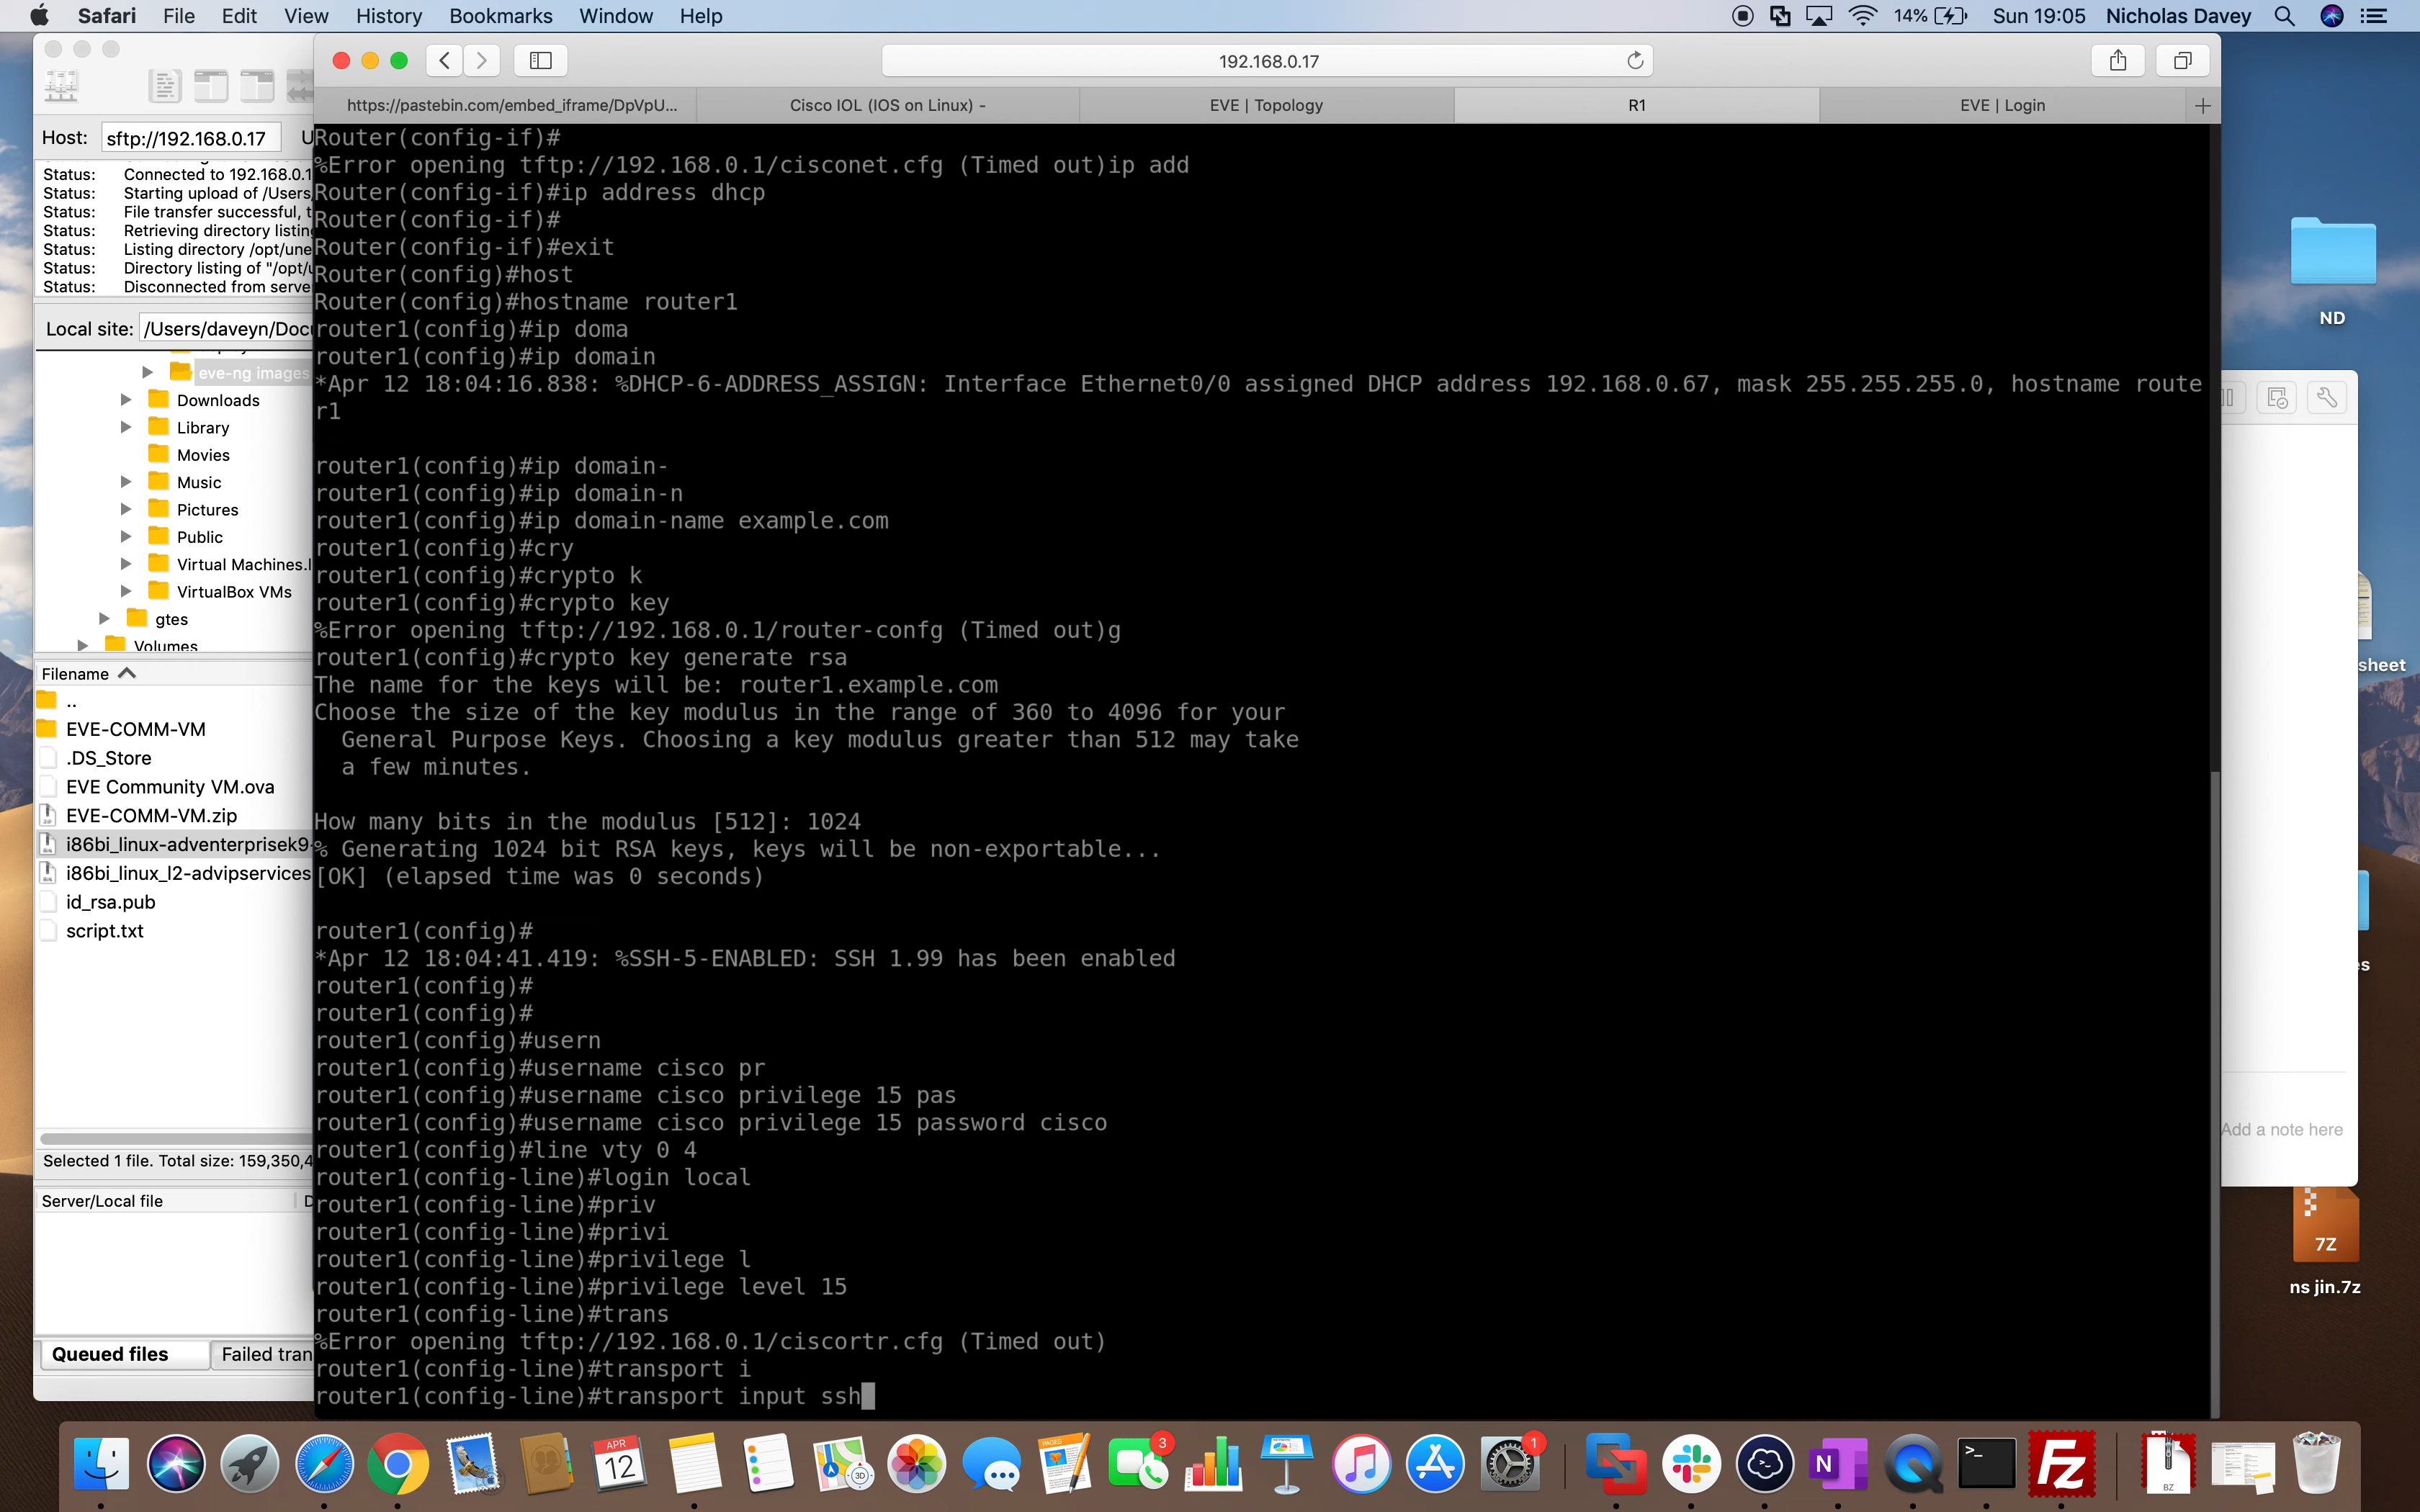 Safari File Edit View History Bookmarks Window Help 14% Sun 19:05 Nicholas Davey
192.168.0.17
https://pastebin.com/embed_iframe/DpVpU... Cisco IOL (IOS on Linux) - EVE | Topology R1 EVE | Login
Host: sftp://192.168.0.17 U
Status: Connected to 192.168.0.1
Status: Starting upload of /Users
Status: File transfer successful, t
Status: Retrieving directory listing
Status: Listing directory /opt/une
Status: Directory listing of "/opt/u
Status: Disconnected from serve
Local site: /Users/daveyn/Docu
eve-ng images
Downloads
Library
Movies
Music
Pictures
Public
Virtual Machines.l
VirtualBox VMs
gtes
Volumes
Filename
..
EVE-COMM-VM
.DS_Store
EVE Community VM.ova
EVE-COMM-VM.zip
i86bi_linux-adventerprisek9-
i86bi_linux_l2-advipservices
id_rsa.pub
script.txt
Selected 1 file. Total size: 159,350,4
Server/Local file D
Queued files Failed tran
Router(config-if)#
%Error opening tftp://192.168.0.1/cisconet.cfg (Timed out)ip add
Router(config-if)#ip address dhcp
Router(config-if)#
Router(config-if)#exit
Router(config)#host
Router(config)#hostname router1
router1(config)#ip doma
router1(config)#ip domain
*Apr 12 18:04:16.838: %DHCP-6-ADDRESS_ASSIGN: Interface Ethernet0/0 assigned DHCP address 192.168.0.67, mask 255.255.255.0, hostname route
r1
router1(config)#ip domain-
router1(config)#ip domain-n
router1(config)#ip domain-name example.com
router1(config)#cry
router1(config)#crypto k
router1(config)#crypto key
%Error opening tftp://192.168.0.1/router-confg (Timed out)g
router1(config)#crypto key generate rsa
The name for the keys will be: router1.example.com
Choose the size of the key modulus in the range of 360 to 4096 for your
General Purpose Keys. Choosing a key modulus greater than 512 may take
a few minutes.
How many bits in the modulus [512]: 1024
% Generating 1024 bit RSA keys, keys will be non-exportable...
[OK] (elapsed time was 0 seconds)
router1(config)#
*Apr 12 18:04:41.419: %SSH-5-ENABLED: SSH 1.99 has been enabled
router1(config)#
router1(config)#
router1(config)#usern
router1(config)#username cisco pr
router1(config)#username cisco privilege 15 pas
router1(config)#username cisco privilege 15 password cisco
router1(config)#line vty 0 4
router1(config-line)#login local
router1(config-line)#priv
router1(config-line)#privi
router1(config-line)#privilege l
router1(config-line)#privilege level 15
router1(config-line)#trans
%Error opening tftp://192.168.0.1/ciscortr.cfg (Timed out)
router1(config-line)#transport i
router1(config-line)#transport input ssh
ND
sheet
es
Add a note here
7Z
ns jin.7z
APR
12
3D
PAGES
3
1
N
>_
Fz
BZ